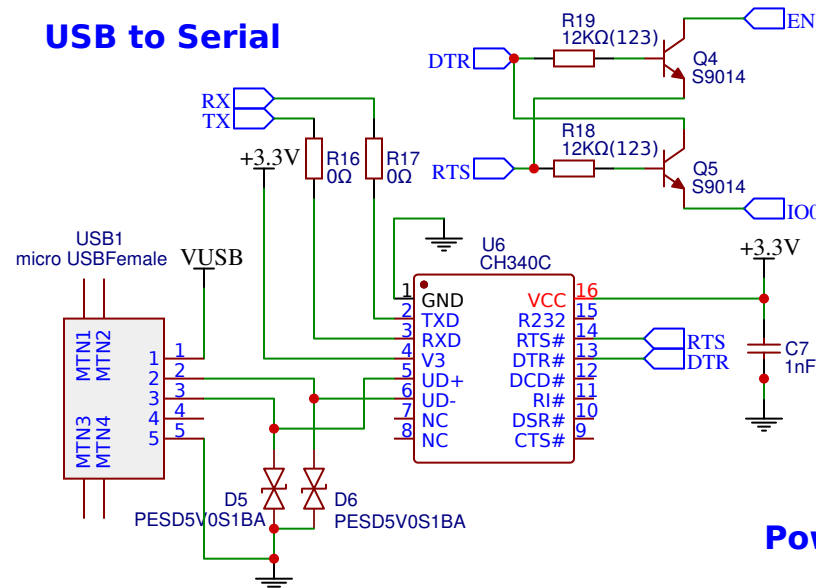 USB to Serial
R19
12KΩ(123)
EN
DTR
Q4
S9014
RX
TX
R18
12KΩ(123)
+3.3V
R16
0Ω
R17
0Ω
RTS
Q5
S9014
IO0
USB1
micro USBFemale
VUSB
U6
CH340C
+3.3V
1
GND
VCC
16
2
TXD
R232
15
3
RXD
RTS#
14
RTS
4
V3
DTR#
13
DTR
5
UD+
DCD#
12
6
UD-
RI#
11
7
NC
DSR#
10
8
NC
CTS#
9
C7
1nF
MTN1
MTN2
MTN3
MTN4
1
1
2
2
3
3
4
4
5
5
D5
PESD5V0S1BA
D6
PESD5V0S1BA